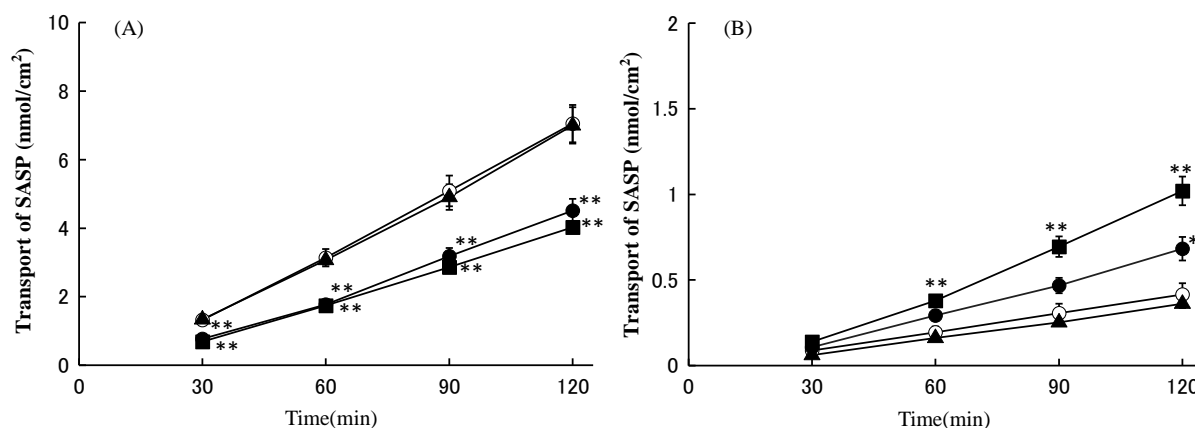 (A)
Transport of SASP (nmol/cm²)
10
8
6
4
2
0
**
**
**
**
**
**
**
**
0 30 60 90 120
Time(min)
(B)
Transport of SASP (nmol/cm²)
2
1.5
1
0.5
0
**
**
**
*
0 30 60 90 120
Time(min)